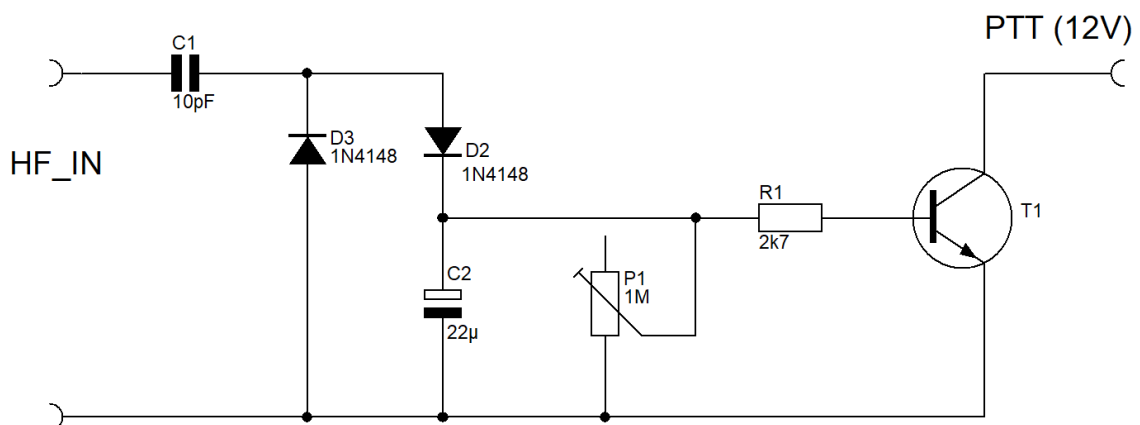 PTT (12V)
C1
10pF
HF_IN
D3
1N4148
D2
1N4148
R1
2k7
T1
C2
22µ
P1
1M